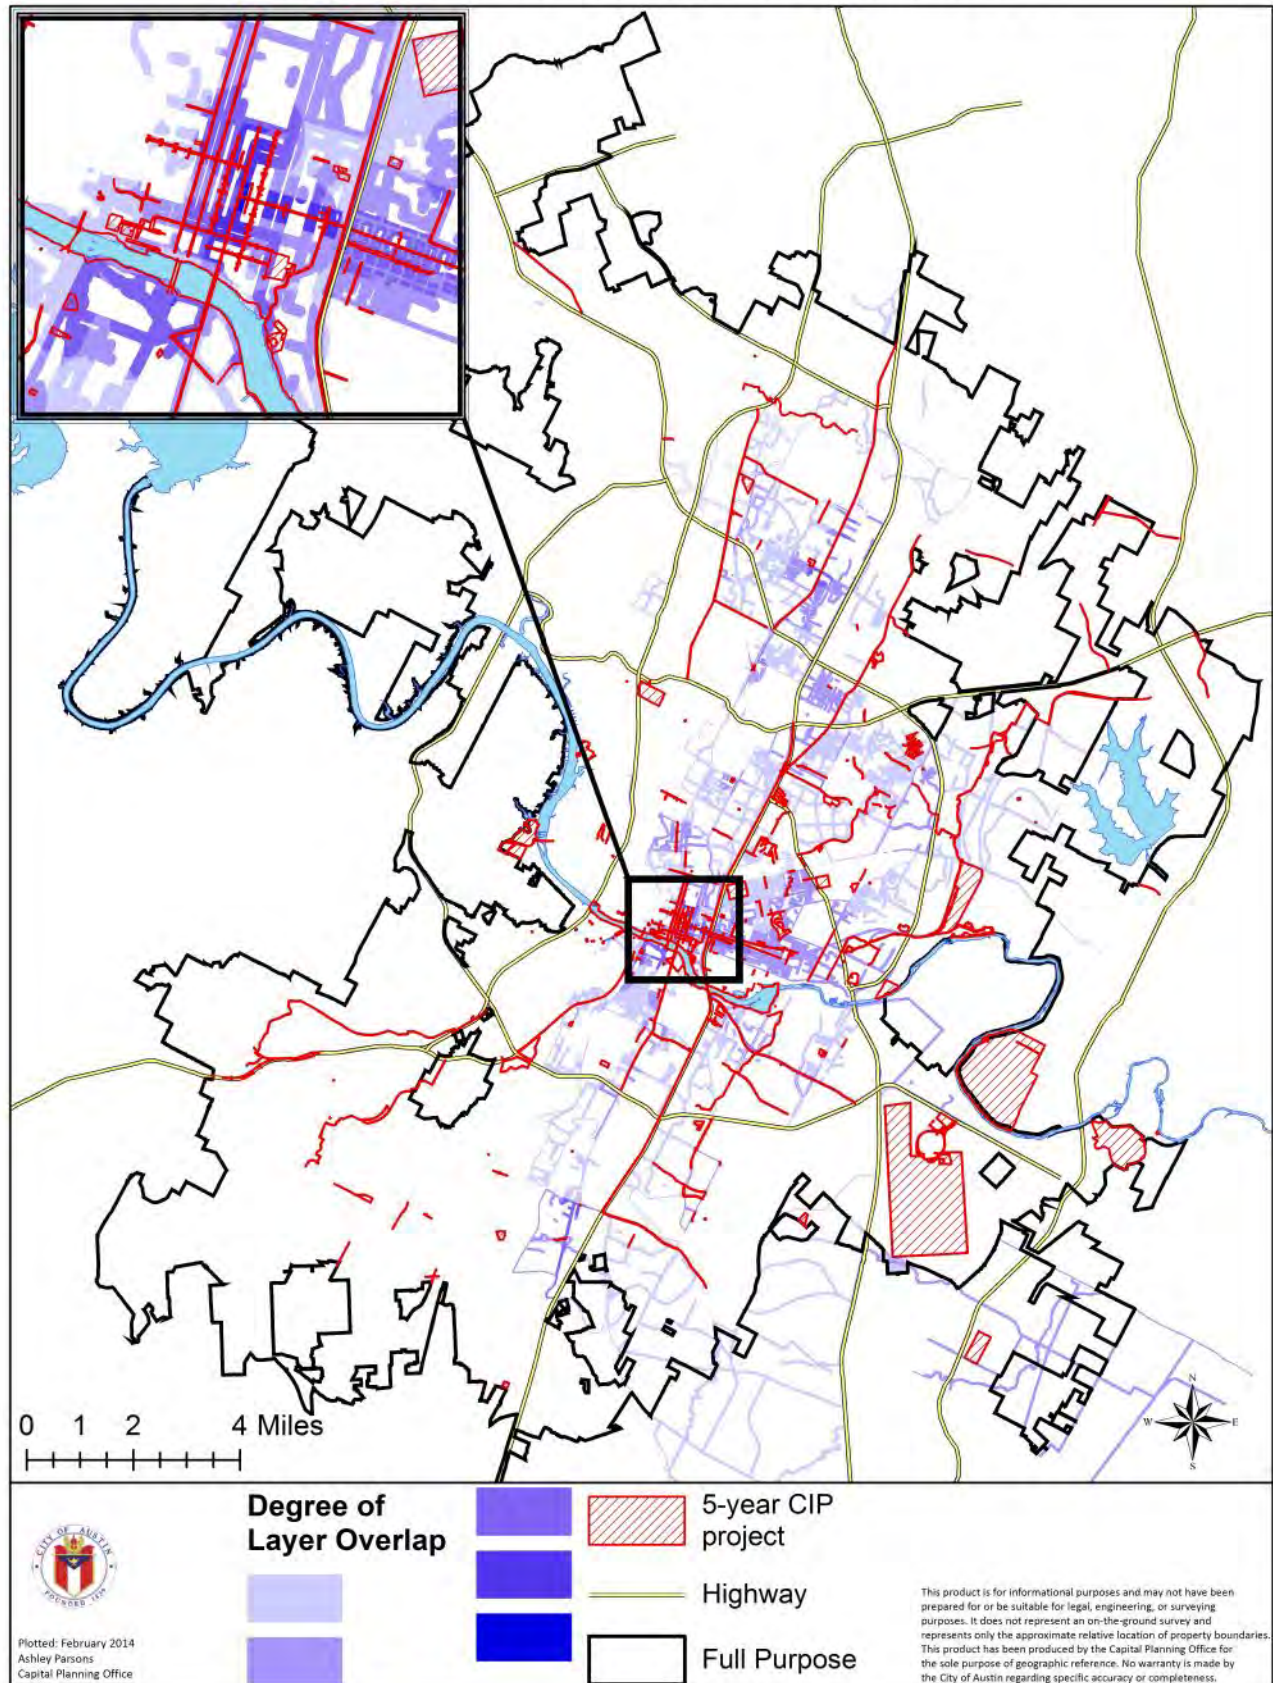 0 1 2 4 Miles
N
W E
S
Degree of
Layer Overlap
5-year CIP
project
Highway
Full Purpose
CITY OF AUSTIN
FOUNDED 1839
Plotted: February 2014
Ashley Parsons
Capital Planning Office
This product is for informational purposes and may not have been
prepared for or be suitable for legal, engineering, or surveying
purposes. It does not represent an on-the-ground survey and
represents only the approximate relative location of property boundaries.
This product has been produced by the Capital Planning Office for
the sole purpose of geographic reference. No warranty is made by
the City of Austin regarding specific accuracy or completeness.